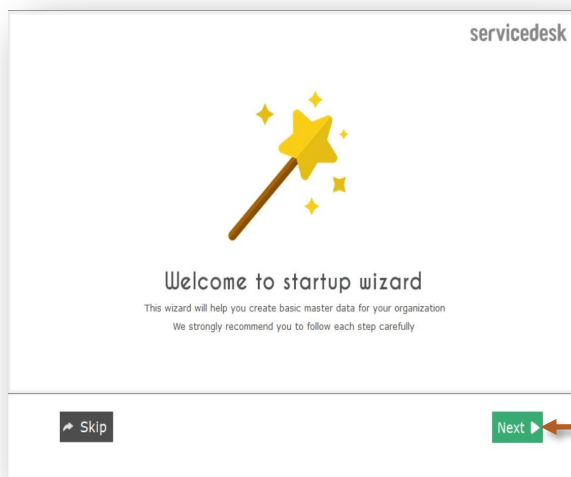 servicedesk
Welcome to startup wizard
This wizard will help you create basic master data for your organization
We strongly recommend you to follow each step carefully
Skip
Next